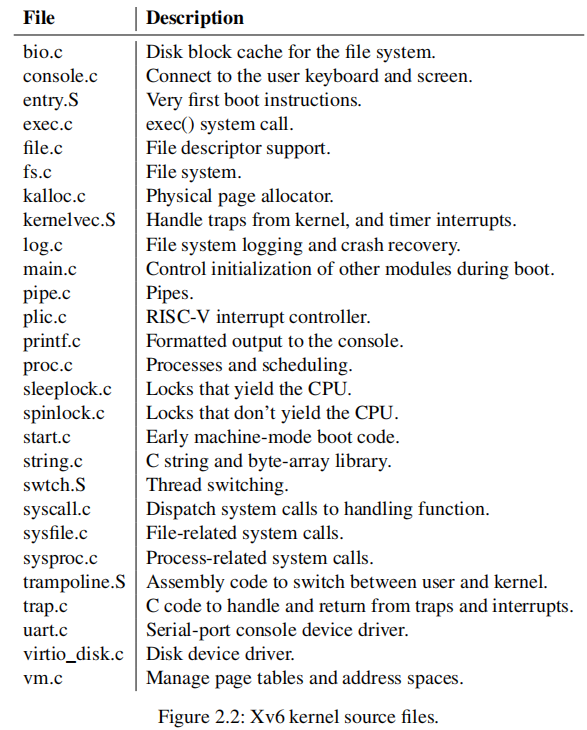 File Description
bio.c Disk block cache for the file system.
console.c Connect to the user keyboard and screen.
entry.S Very first boot instructions.
exec.c exec() system call.
file.c File descriptor support.
fs.c File system.
kalloc.c Physical page allocator.
kernelvec.S Handle traps from kernel, and timer interrupts.
log.c File system logging and crash recovery.
main.c Control initialization of other modules during boot.
pipe.c Pipes.
plic.c RISC-V interrupt controller.
printf.c Formatted output to the console.
proc.c Processes and scheduling.
sleeplock.c Locks that yield the CPU.
spinlock.c Locks that don’t yield the CPU.
start.c Early machine-mode boot code.
string.c C string and byte-array library.
swtch.S Thread switching.
syscall.c Dispatch system calls to handling function.
sysfile.c File-related system calls.
sysproc.c Process-related system calls.
trampoline.S Assembly code to switch between user and kernel.
trap.c C code to handle and return from traps and interrupts.
uart.c Serial-port console device driver.
virtio_disk.c Disk device driver.
vm.c Manage page tables and address spaces.
Figure 2.2: Xv6 kernel source files.